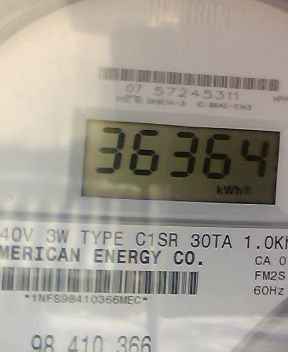 07 57245311
36364
kWh
40V 3W TYPE C1SR 30TA 1.0K
MERICAN ENERGY CO.
CA 0
FM2S
60Hz
*1NFS98410366MEC*
98 410 366